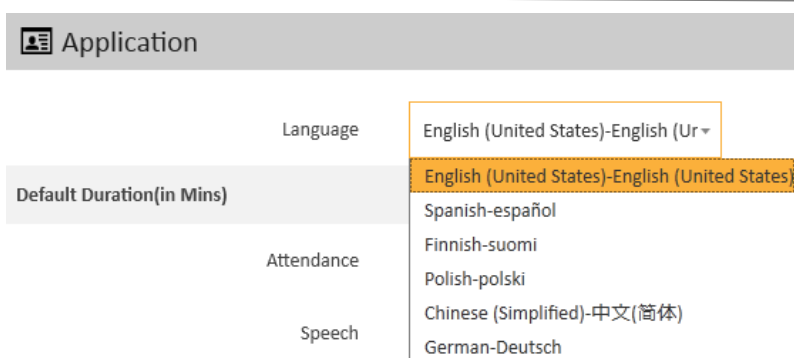 Application
Language
English (United States)-English (Ur
English (United States)-English (United States)
Default Duration(in Mins)
Spanish-español
Finnish-suomi
Attendance
Polish-polski
Chinese (Simplified)-中文(简体)
Speech
German-Deutsch